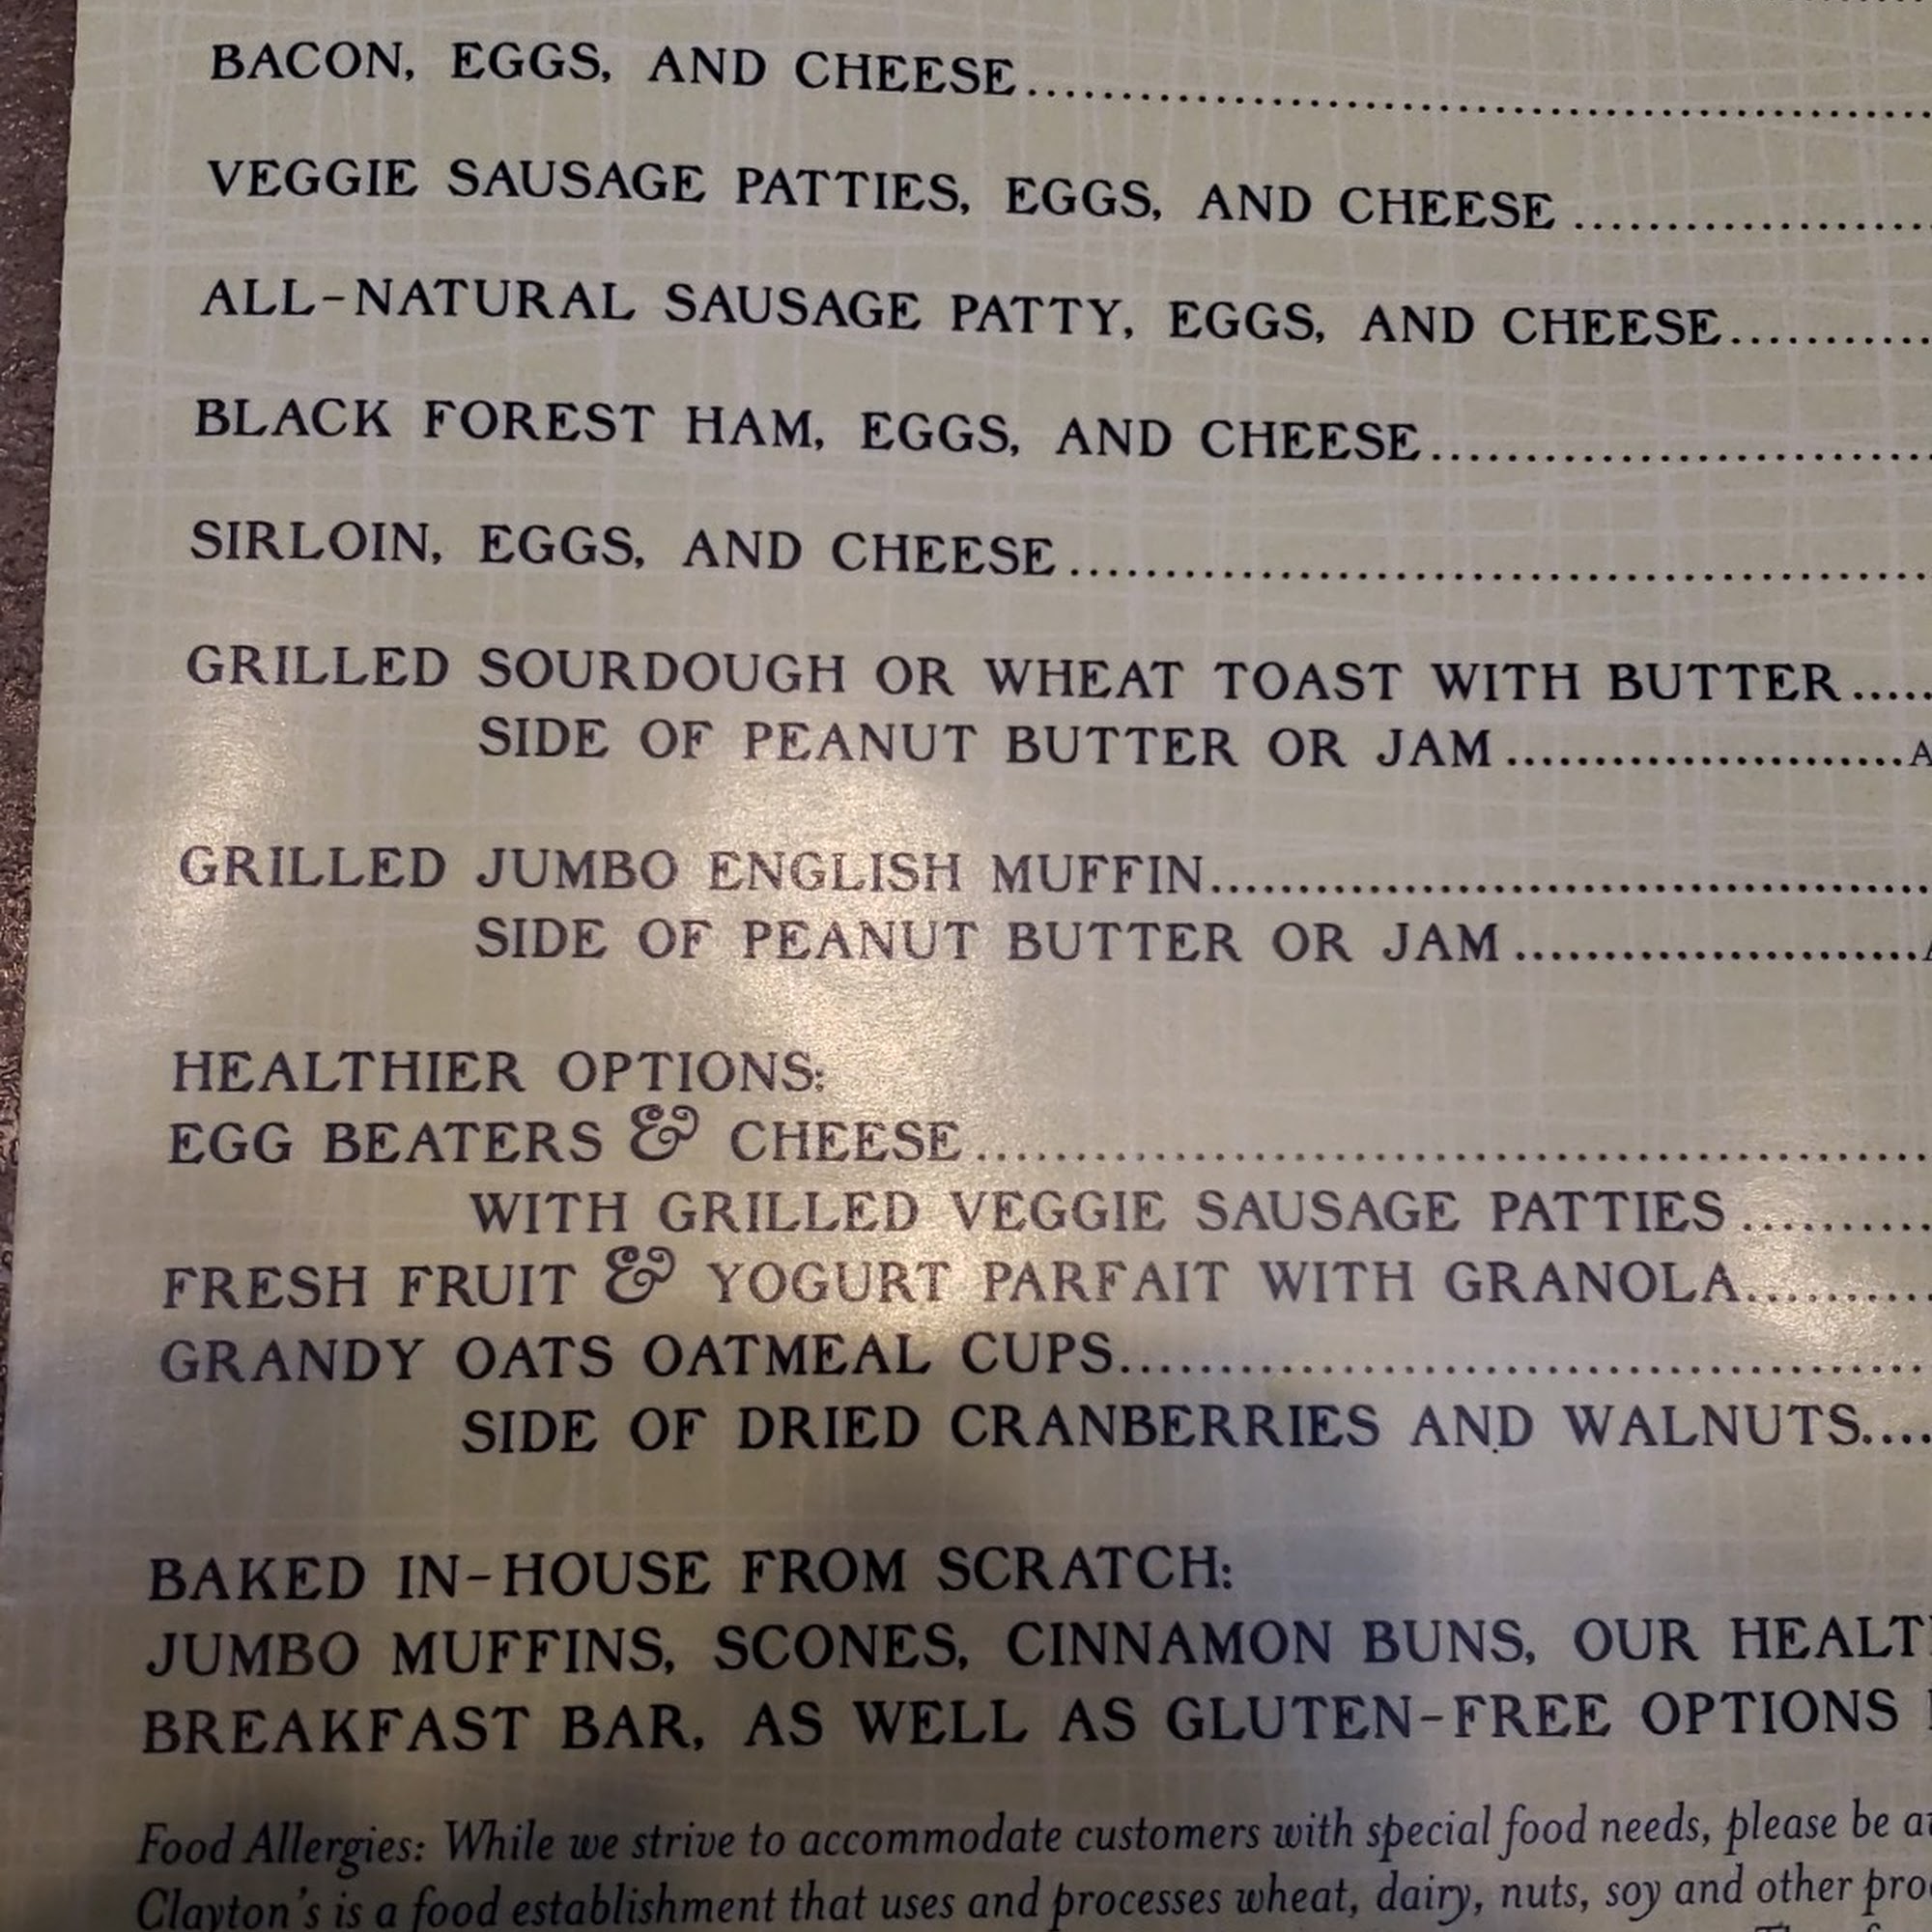 BACON, EGGS, AND CHEESE
VEGGIE SAUSAGE PATTIES, EGGS, AND CHEESE
ALL-NATURAL SAUSAGE PATTY, EGGS, AND CHEESE
BLACK FOREST HAM, EGGS, AND CHEESE
SIRLOIN, EGGS, AND CHEESE
GRILLED SOURDOUGH OR WHEAT TOAST WITH BUTTER
SIDE OF PEANUT BUTTER OR JAM
GRILLED JUMBO ENGLISH MUFFIN
SIDE OF PEANUT BUTTER OR JAM
HEALTHIER OPTIONS:
EGG BEATERS & CHEESE
WITH GRILLED VEGGIE SAUSAGE PATTIES
FRESH FRUIT & YOGURT PARFAIT WITH GRANOLA
GRANDY OATS OATMEAL CUPS
SIDE OF DRIED CRANBERRIES AND WALNUTS
BAKED IN-HOUSE FROM SCRATCH:
JUMBO MUFFINS, SCONES, CINNAMON BUNS, OUR
BREAKFAST BAR, AS WELL AS GLUTEN-FREE OPTIONS
Food Allergies: While we strive to accommodate customers with special food needs, please be
Clayton's is a food establishment that uses and processes wheat, dairy, nuts, soy and other